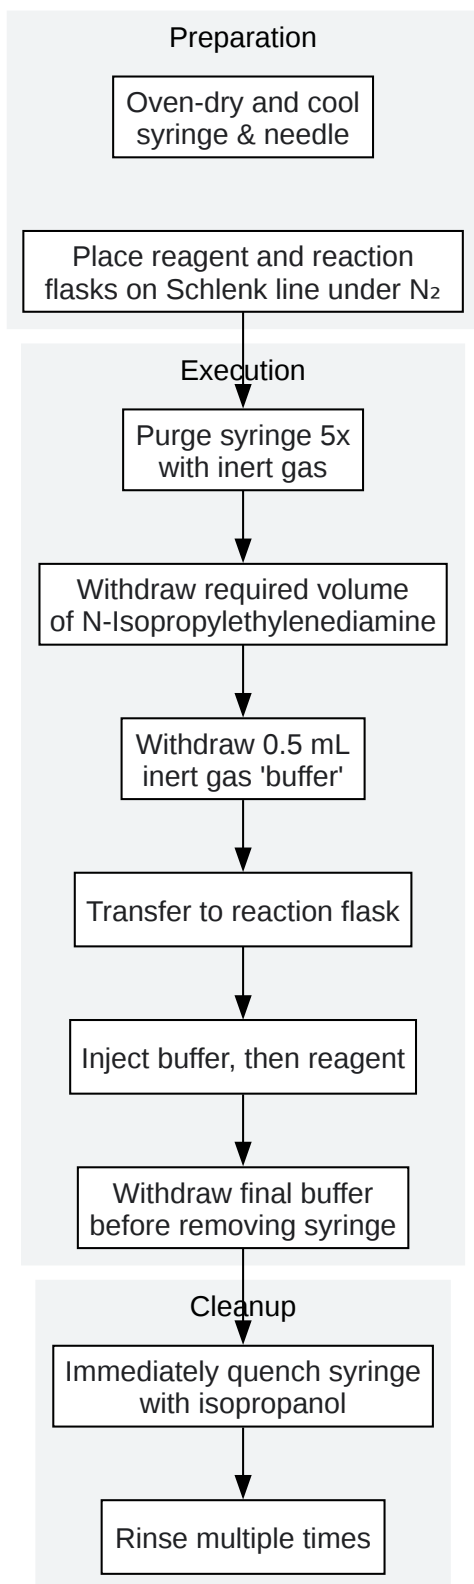 Preparation
Oven-dry and cool
syringe & needle
Place reagent and reaction
flasks on Schlenk line under N₂
Execution
Purge syringe 5x
with inert gas
Withdraw required volume
of N-Isopropylethylenediamine
Withdraw 0.5 mL
inert gas 'buffer'
Transfer to reaction flask
Inject buffer, then reagent
Withdraw final buffer
before removing syringe
Cleanup
Immediately quench syringe
with isopropanol
Rinse multiple times